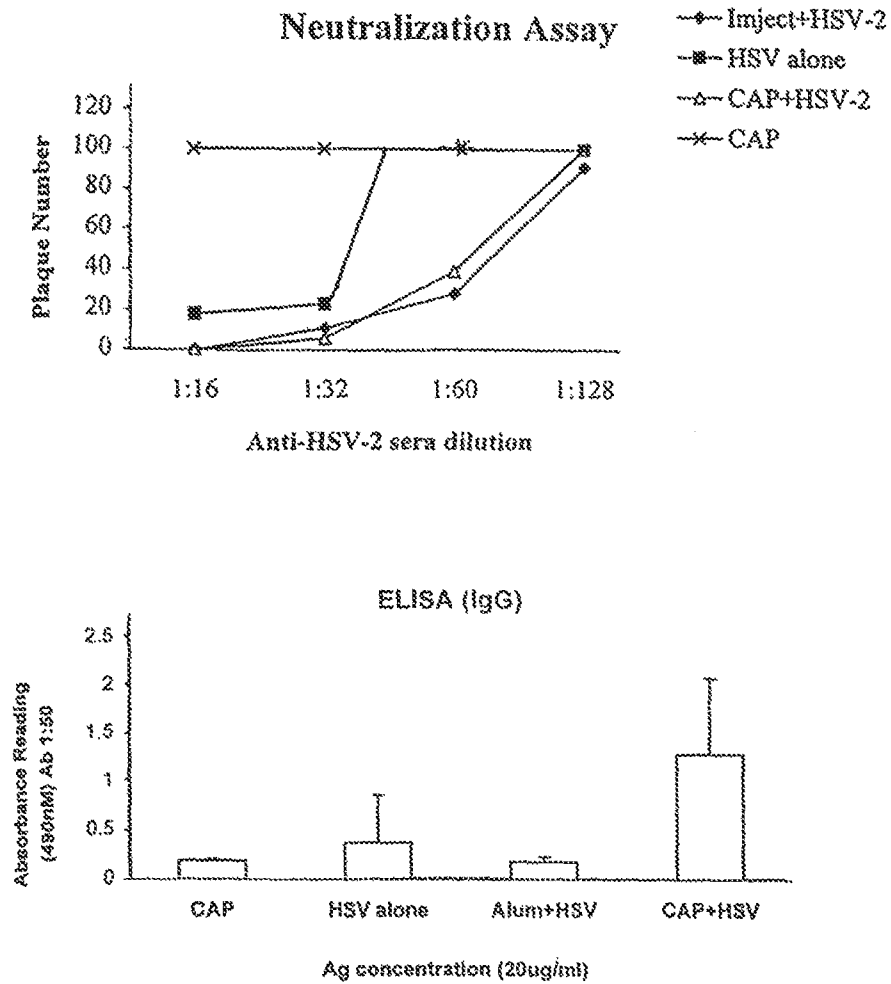 Neutralization Assay
Imject+HSV-2
HSV alone
CAP+HSV-2
CAP
Plaque Number
120
100
80
60
40
20
0
1:16 1:32 1:60 1:128
Anti-HSV-2 sera dilution
ELISA (IgG)
Absorbance Reading
(490nM) Ab 1:50
2.5
2
1.5
1
0.5
0
CAP HSV alone Alum+HSV CAP+HSV
Ag concentration (20ug/ml)